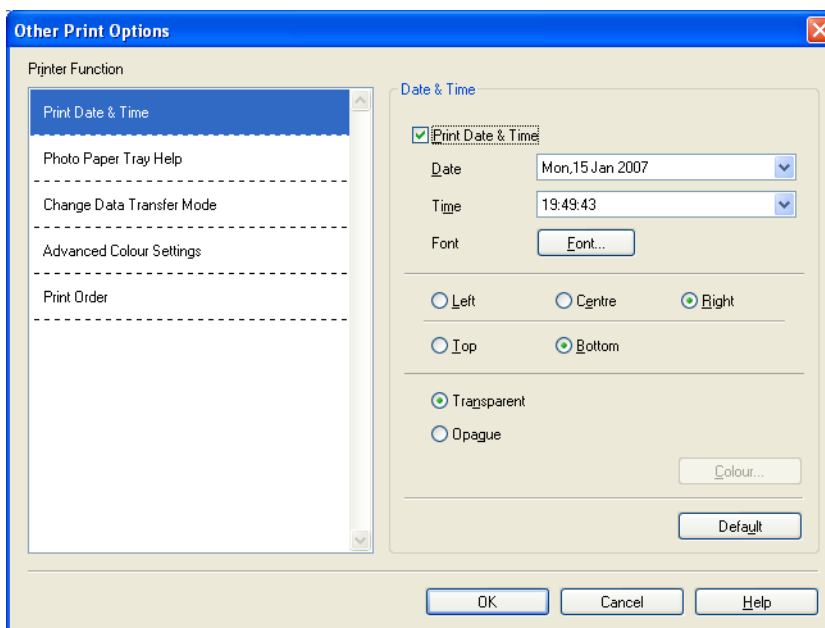 Other Print Options
Printer Function
Print Date & Time
Photo Paper Tray Help
Change Data Transfer Mode
Advanced Colour Settings
Print Order
Date & Time
Print Date & Time
Date Mon,15 Jan 2007
Time 19:49:43
Font Font...
Left Centre Right
Top Bottom
Transparent
Opague
Colour...
Default
OK Cancel Help